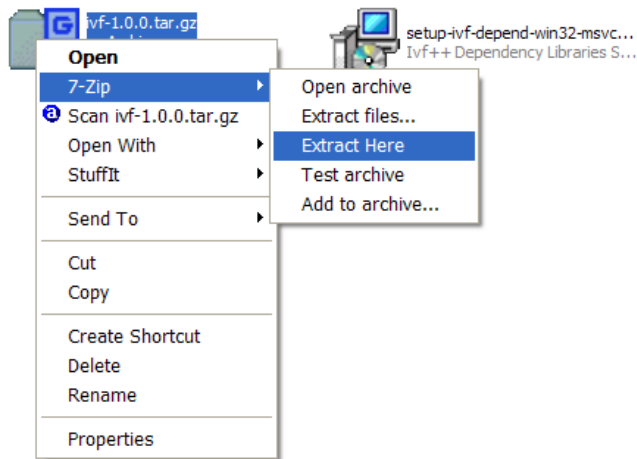 ivf-1.0.0.tar.gz
setup-ivf-depend-win32-msvc...
Ivf++ Dependency Libraries S...
Open
7-Zip
Open archive
Scan ivf-1.0.0.tar.gz
Extract files...
Open With
Extract Here
StuffIt
Test archive
Add to archive...
Send To
Cut
Copy
Create Shortcut
Delete
Rename
Properties